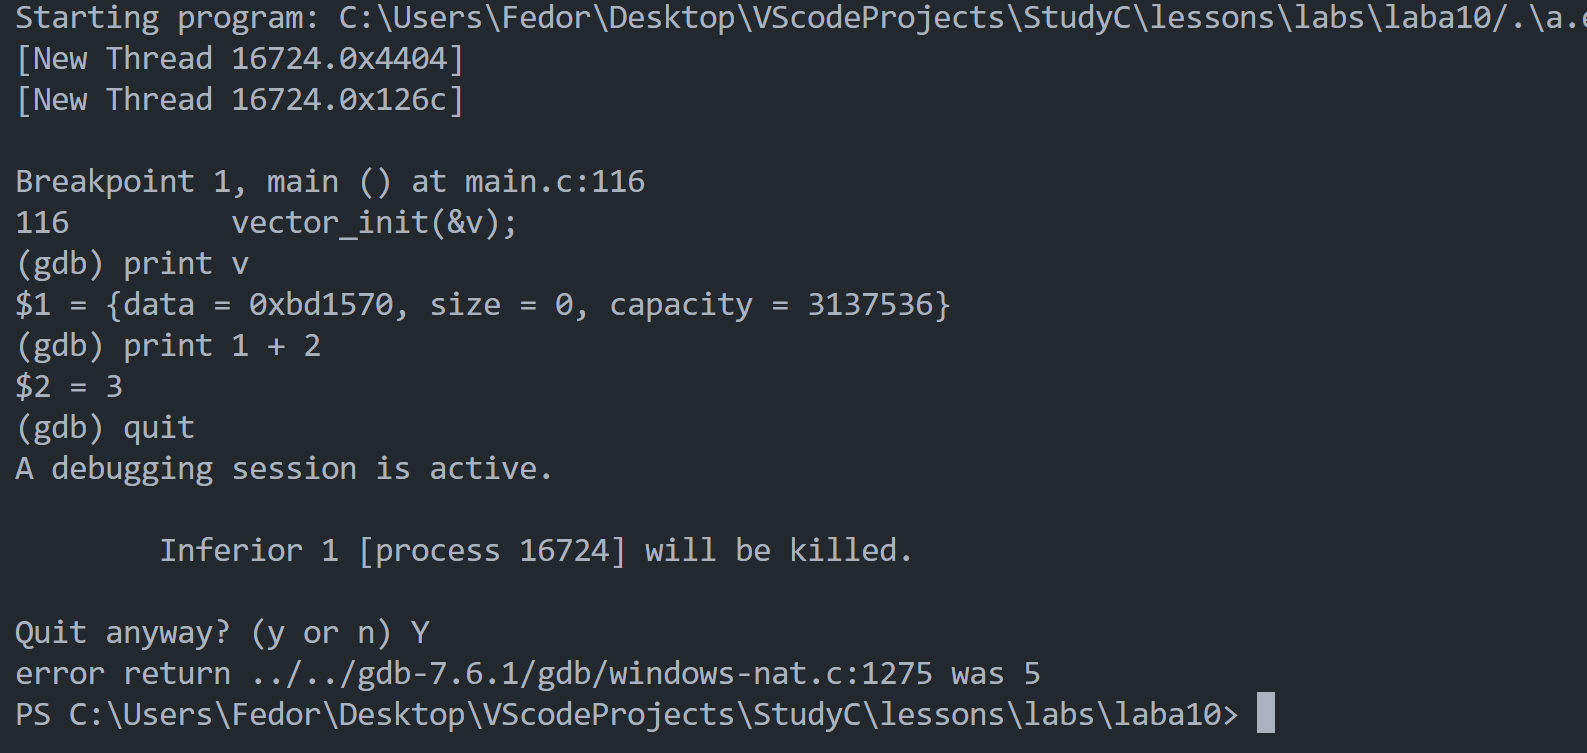 Starting program: C:\Users\Fedor\Desktop\VScodeProjects\StudyC\lessons\labs\laba10/.\a.e
[New Thread 16724.0x4404]
[New Thread 16724.0x126c]
Breakpoint 1, main () at main.c:116
116         vector_init(&v);
(gdb) print v
$1 = {data = 0xbd1570, size = 0, capacity = 3137536}
(gdb) print 1 + 2
$2 = 3
(gdb) quit
A debugging session is active.
        Inferior 1 [process 16724] will be killed.
Quit anyway? (y or n) Y
error return ../../gdb-7.6.1/gdb/windows-nat.c:1275 was 5
PS C:\Users\Fedor\Desktop\VScodeProjects\StudyC\lessons\labs\laba10>